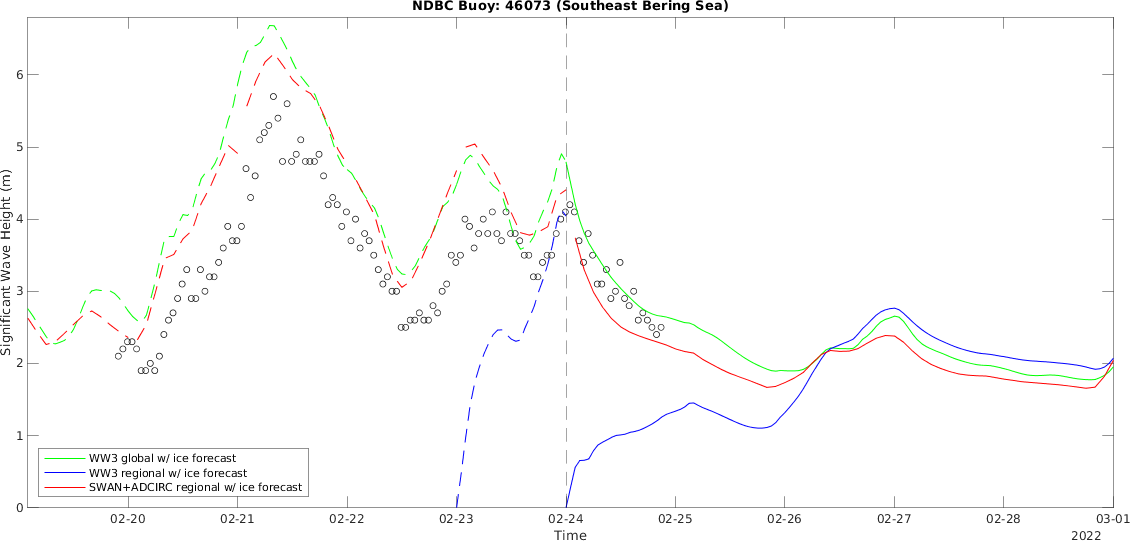 NDBC Buoy: 46073 (Southeast Bering Sea)
Significant Wave Height (m)
6
5
4
3
2
1
0
WW3 global w/ ice forecast
WW3 regional w/ ice forecast
SWAN+ADCIRC regional w/ ice forecast
02-20 02-21 02-22 02-23 02-24 02-25 02-26 02-27 02-28 03-01
Time
2022